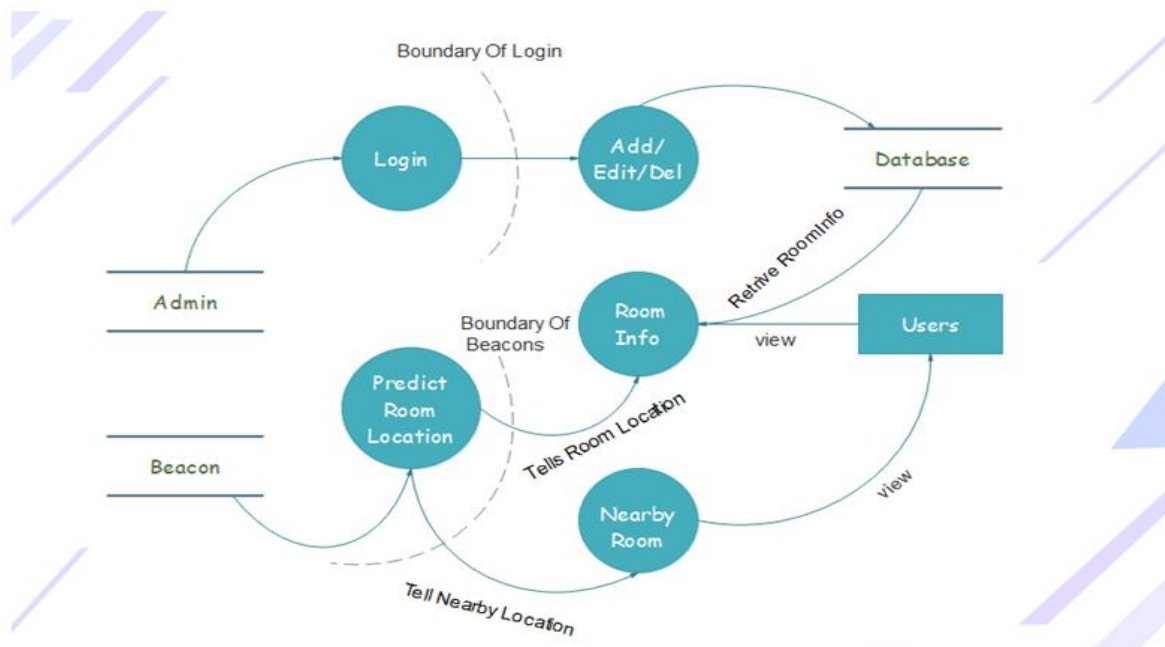 Boundary Of Login
Login
Add/
Edit/Del
Database
Retrive RoomInfo
Admin
Boundary Of
Beacons
Room
Info
view
Users
Predict
Room
Location
Tells Room Location
Beacon
Nearby
Room
view
Tell Nearby Location